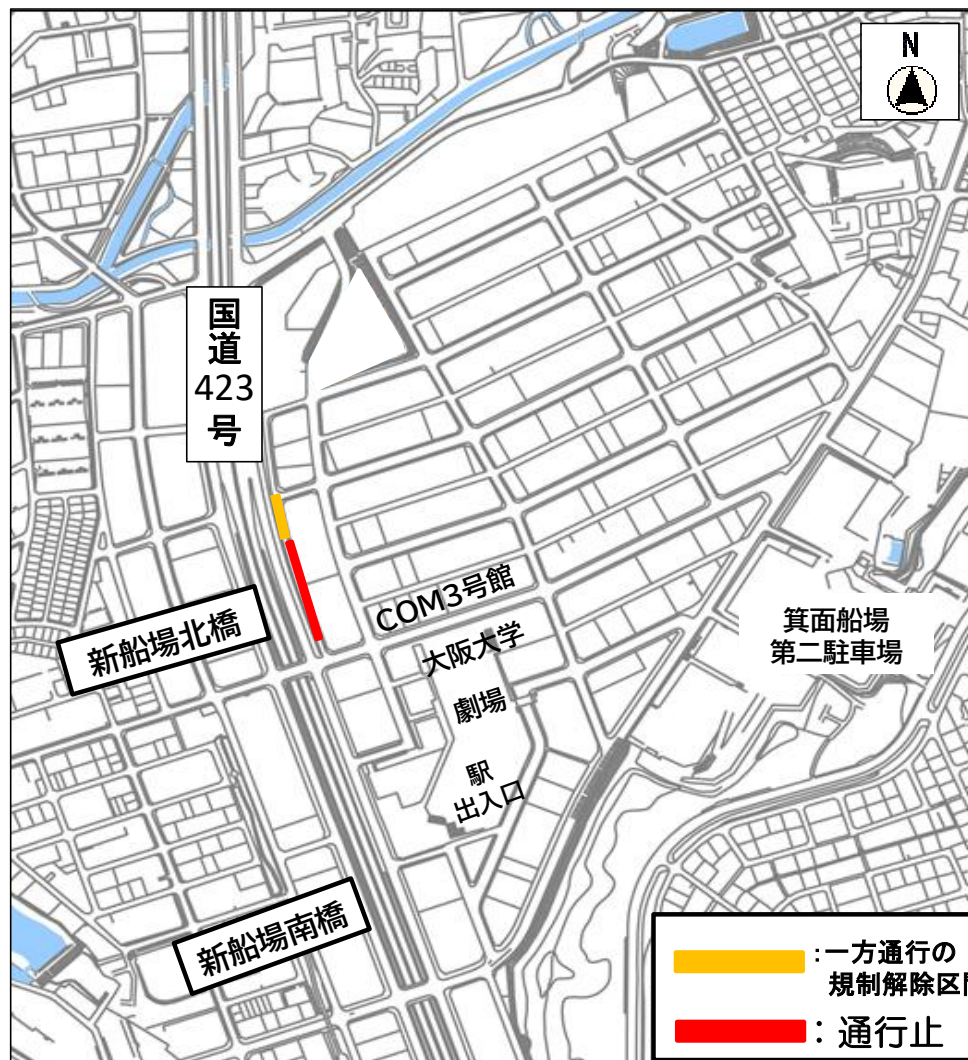 N
国道
423
号
新船場北橋
COM3号館
大阪大学
劇場
駅
出入口
箕面船場
第二駐車場
新船場南橋
:一方通行の
規制解除区間
:通行止